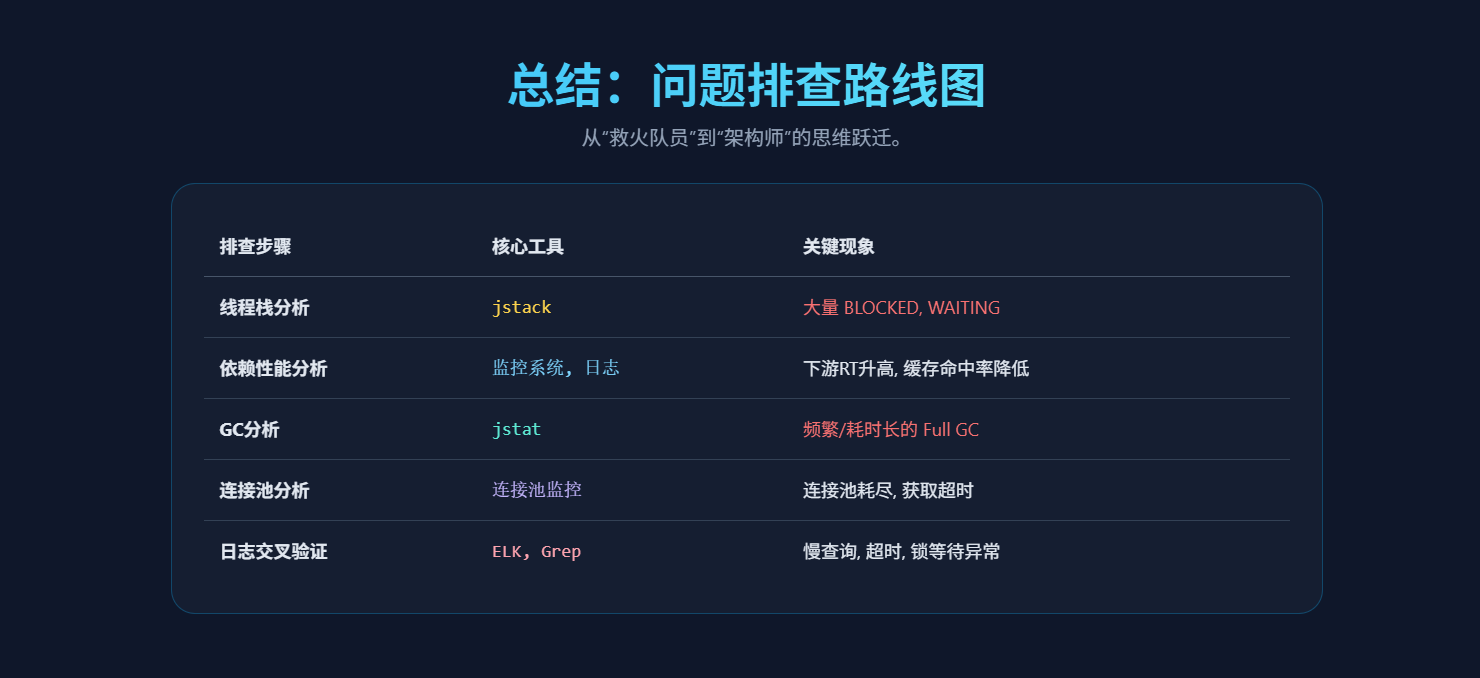 总结：问题排查路线图
从“救火队员”到“架构师”的思维跃迁。
排查步骤 核心工具 关键现象
线程栈分析 jstack 大量 BLOCKED, WAITING
依赖性能分析 监控系统, 日志 下游RT升高, 缓存命中率降低
GC分析 jstat 频繁/耗时长的 Full GC
连接池分析 连接池监控 连接池耗尽, 获取超时
日志交叉验证 ELK, Grep 慢查询, 超时, 锁等待异常